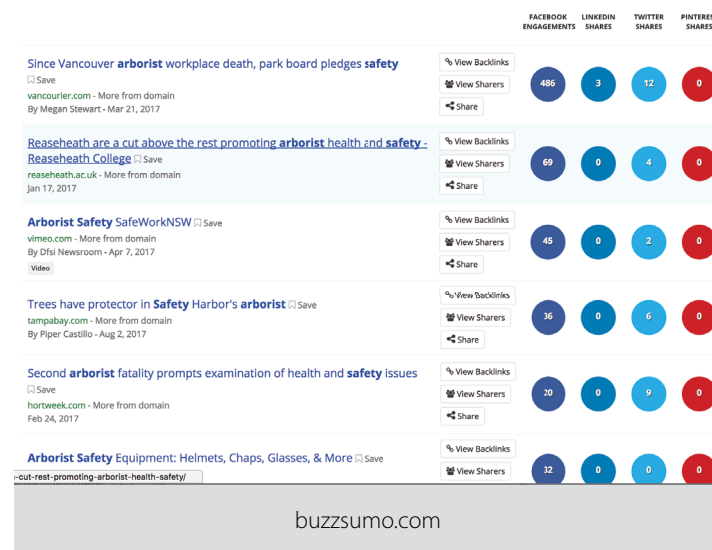 FACEBOOK LINKEDIN TWITTER PINTERES
ENGAGEMENTS SHARES SHARES SHARES
Since Vancouver arborist workplace death, park board pledges safety
Save
vancourier.com - More from domain
By Megan Stewart - Mar 21, 2017
View Backlinks
View Sharers
Share
486 3 12 0
Reaseheath are a cut above the rest promoting arborist health and safety -
Reaseheath College Save
reaseheath.ac.uk - More from domain
Jan 17, 2017
View Backlinks
View Sharers
Share
69 0 4 0
Arborist Safety SafeWorkNSW Save
vimeo.com - More from domain
By Dfsi Newsroom - Apr 7, 2017
Video
View Backlinks
View Sharers
Share
45 0 2 0
Trees have protector in Safety Harbor's arborist Save
tampabay.com - More from domain
By Piper Castillo - Aug 2, 2017
View Backlinks
View Sharers
Share
36 0 6 0
Second arborist fatality prompts examination of health and safety issues
Save
hortweek.com - More from domain
Feb 24, 2017
View Backlinks
View Sharers
Share
20 0 9 0
Arborist Safety Equipment: Helmets, Chaps, Glasses, & More Save
View Backlinks
View Sharers
32 0 0 0
-cut-rest-promoting-arborist-health-safety/
buzzsumo.com